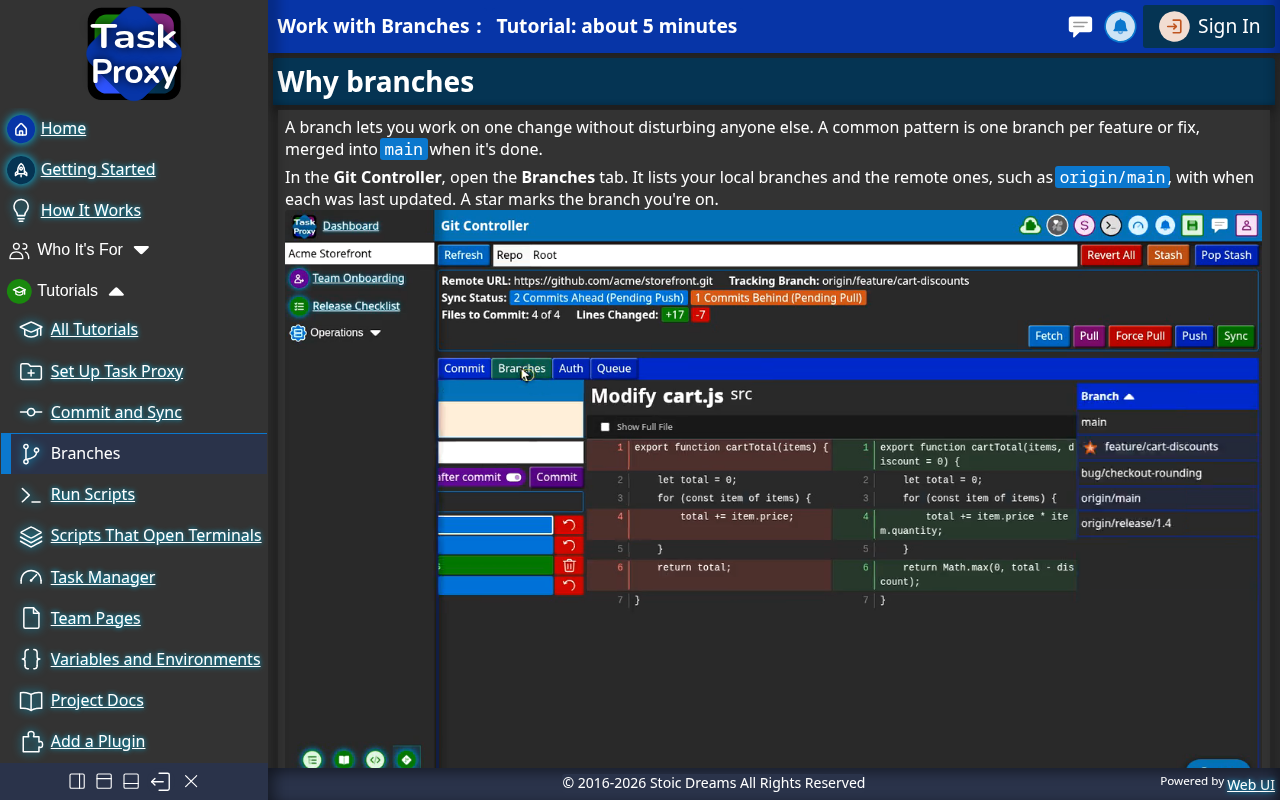 Task
Proxy
Home
Getting Started
How It Works
Who It's For
Tutorials
All Tutorials
Set Up Task Proxy
Commit and Sync
Branches
Run Scripts
Scripts That Open Terminals
Task Manager
Team Pages
Variables and Environments
Project Docs
Add a Plugin
Work with Branches : Tutorial: about 5 minutes
Sign In
Why branches
A branch lets you work on one change without disturbing anyone else. A common pattern is one branch per feature or fix,
merged into main when it's done.
In the Git Controller, open the Branches tab. It lists your local branches and the remote ones, such as origin/main, with when
each was last updated. A star marks the branch you're on.
Task
Proxy
Dashboard
Acme Storefront
Team Onboarding
Release Checklist
Operations
Git Controller
S
Refresh Repo Root Revert All Stash Pop Stash
Remote URL: https://github.com/acme/storefront.git Tracking Branch: origin/feature/cart-discounts
Sync Status: 2 Commits Ahead (Pending Push) 1 Commits Behind (Pending Pull)
Files to Commit: 4 of 4 Lines Changed: +17 -7
Fetch Pull Force Pull Push Sync
Commit Branches Auth Queue
after commit Commit
s
Modify cart.js src
Show Full File
1 export function cartTotal(items) {
2 let total = 0;
3 for (const item of items) {
4 total += item.price;
5 }
6 return total;
7 }
1 export function cartTotal(items, d
iscount = 0) {
2 let total = 0;
3 for (const item of items) {
4 total += item.price * ite
m.quantity;
5 }
6 return Math.max(0, total - dis
count);
7 }
Branch
main
feature/cart-discounts
bug/checkout-rounding
origin/main
origin/release/1.4
© 2016-2026 Stoic Dreams All Rights Reserved
Powered by Web UI